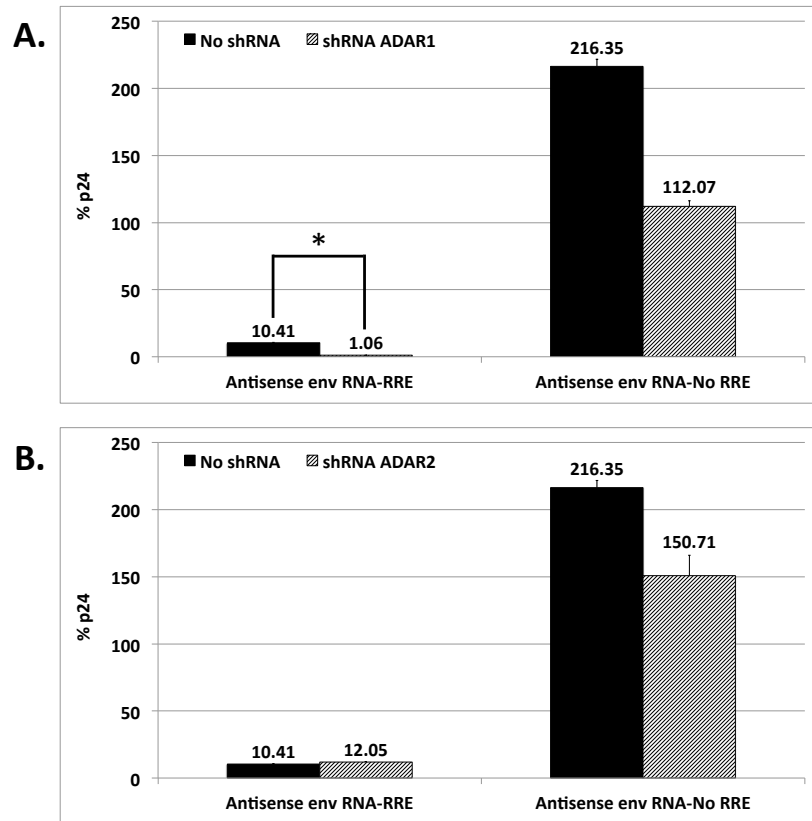 A.
250
200
150
100
50
0
% p24
No shRNA shRNA ADAR1
216.35
112.07
*
10.41 1.06
Antisense env RNA-RRE Antisense env RNA-No RRE
B.
250
200
150
100
50
0
% p24
No shRNA shRNA ADAR2
216.35
150.71
10.41 12.05
Antisense env RNA-RRE Antisense env RNA-No RRE